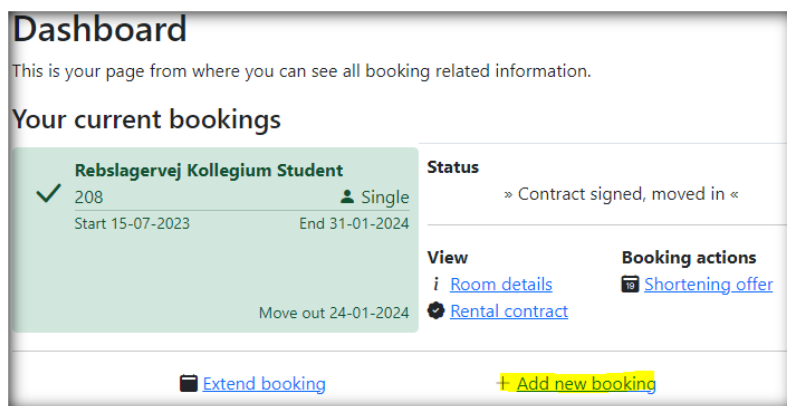 Dashboard
This is your page from where you can see all booking related information.
Your current bookings
Rebslagervej Kollegium Student
208 Single
Start 15-07-2023 End 31-01-2024
Move out 24-01-2024
Status
» Contract signed, moved in «
View
i Room details
Rental contract
Booking actions
19 Shortening offer
Extend booking
+ Add new booking